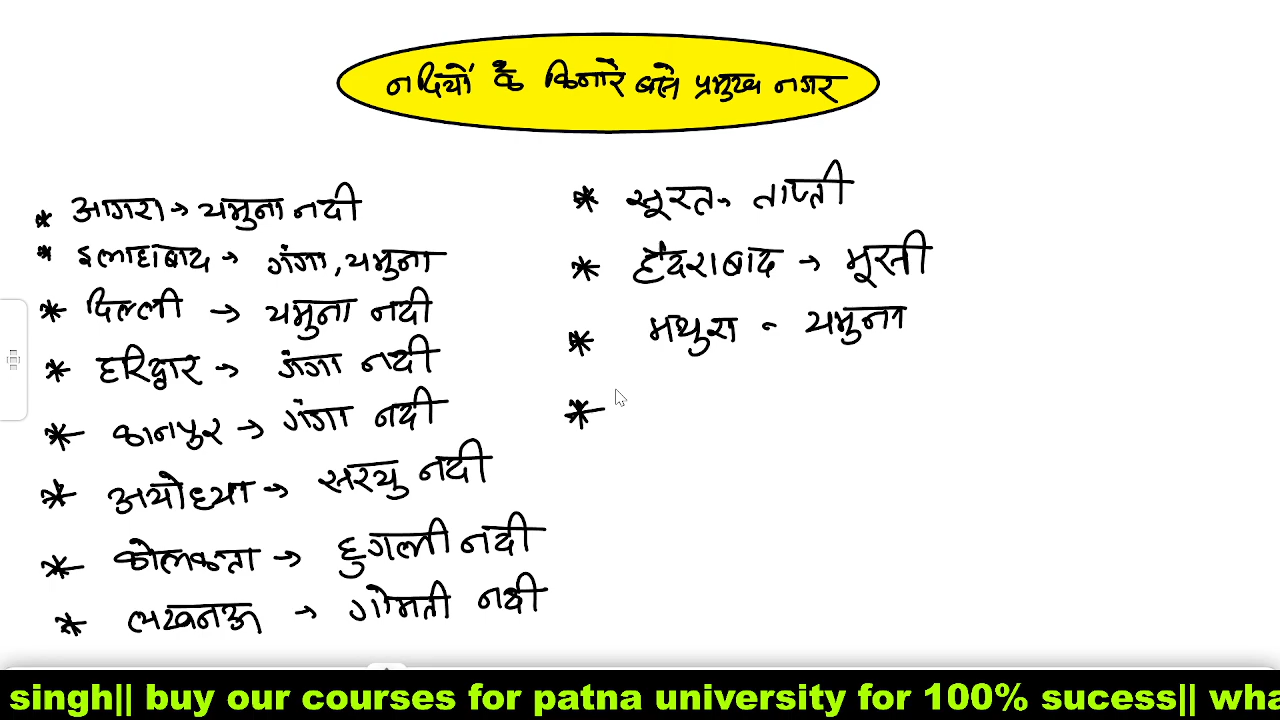 नदियों के किनारे बसे प्रमुख नगर
* आगरा → यमुना नदी
* इलाहाबाद → गंगा, यमुना
* दिल्ली → यमुना नदी
* हरिद्वार → गंगा नदी
* कानपुर → गंगा नदी
* अयोध्या → सरयु नदी
* कोलकता → हुगली नदी
* लखनऊ → गोमती नदी
* सूरत → ताप्ती
* हैदराबाद → मूसी
* मथुरा - यमुना
*
singh|| buy our courses for patna university for 100% sucess|| wha